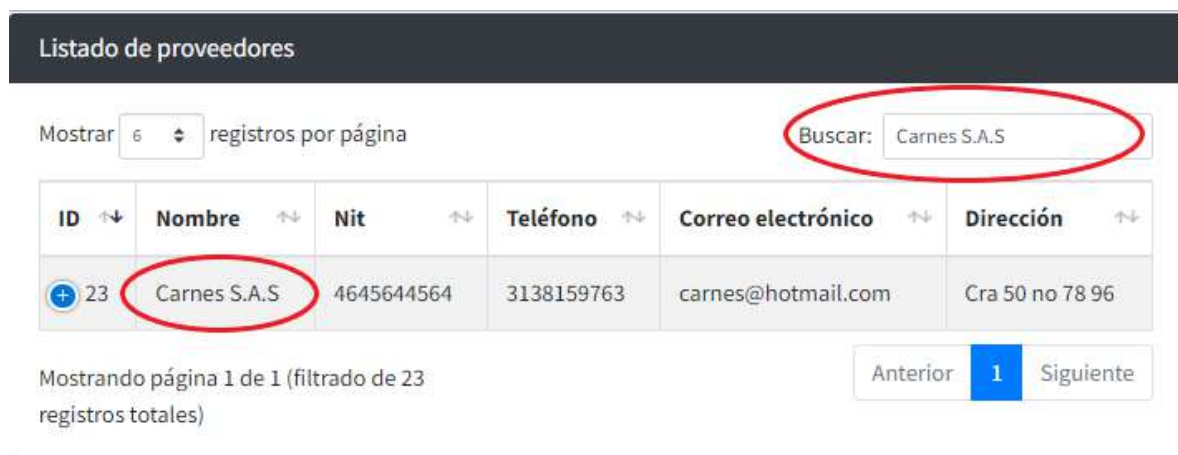 Listado de proveedores
Mostrar 6 registros por página
Buscar: Carnes S.A.S
ID Nombre Nit Teléfono Correo electrónico Dirección
23 Carnes S.A.S 4645644564 3138159763 carnes@hotmail.com Cra 50 no 78 96
Mostrando página 1 de 1 (filtrado de 23
registros totales)
Anterior 1 Siguiente